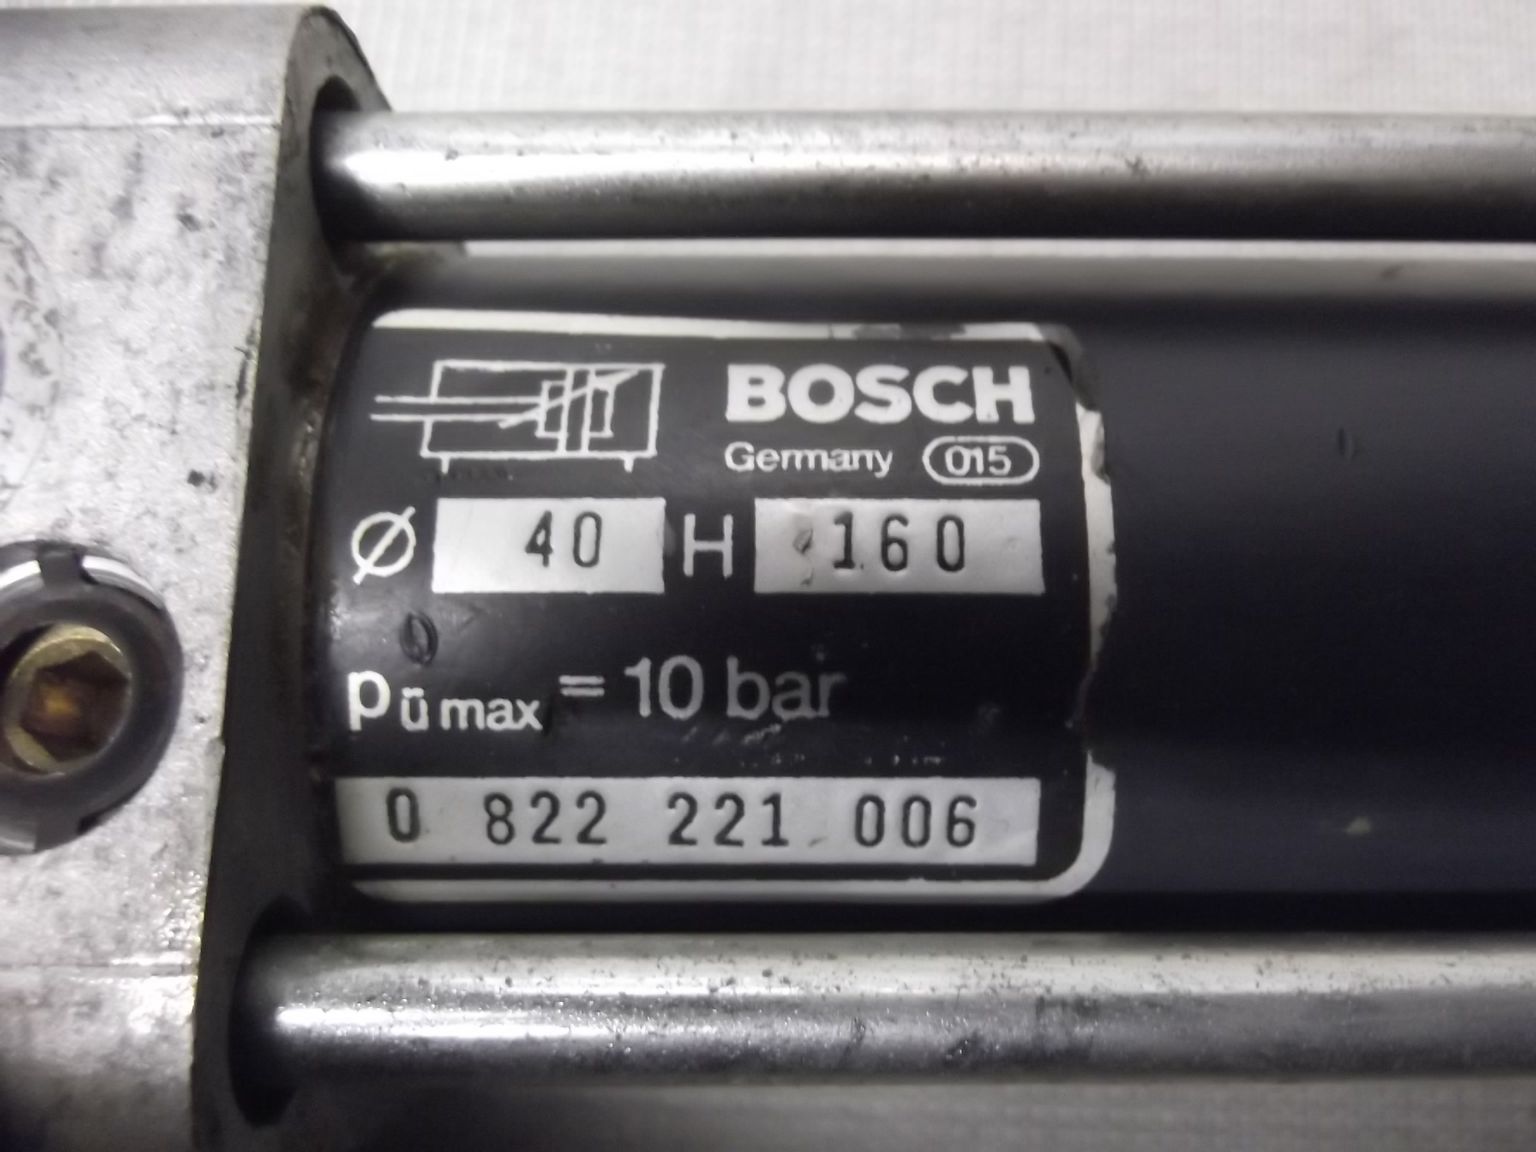 BOSCH
Germany 015
Ø 40 H 160
pü max = 10 bar
0 822 221 006